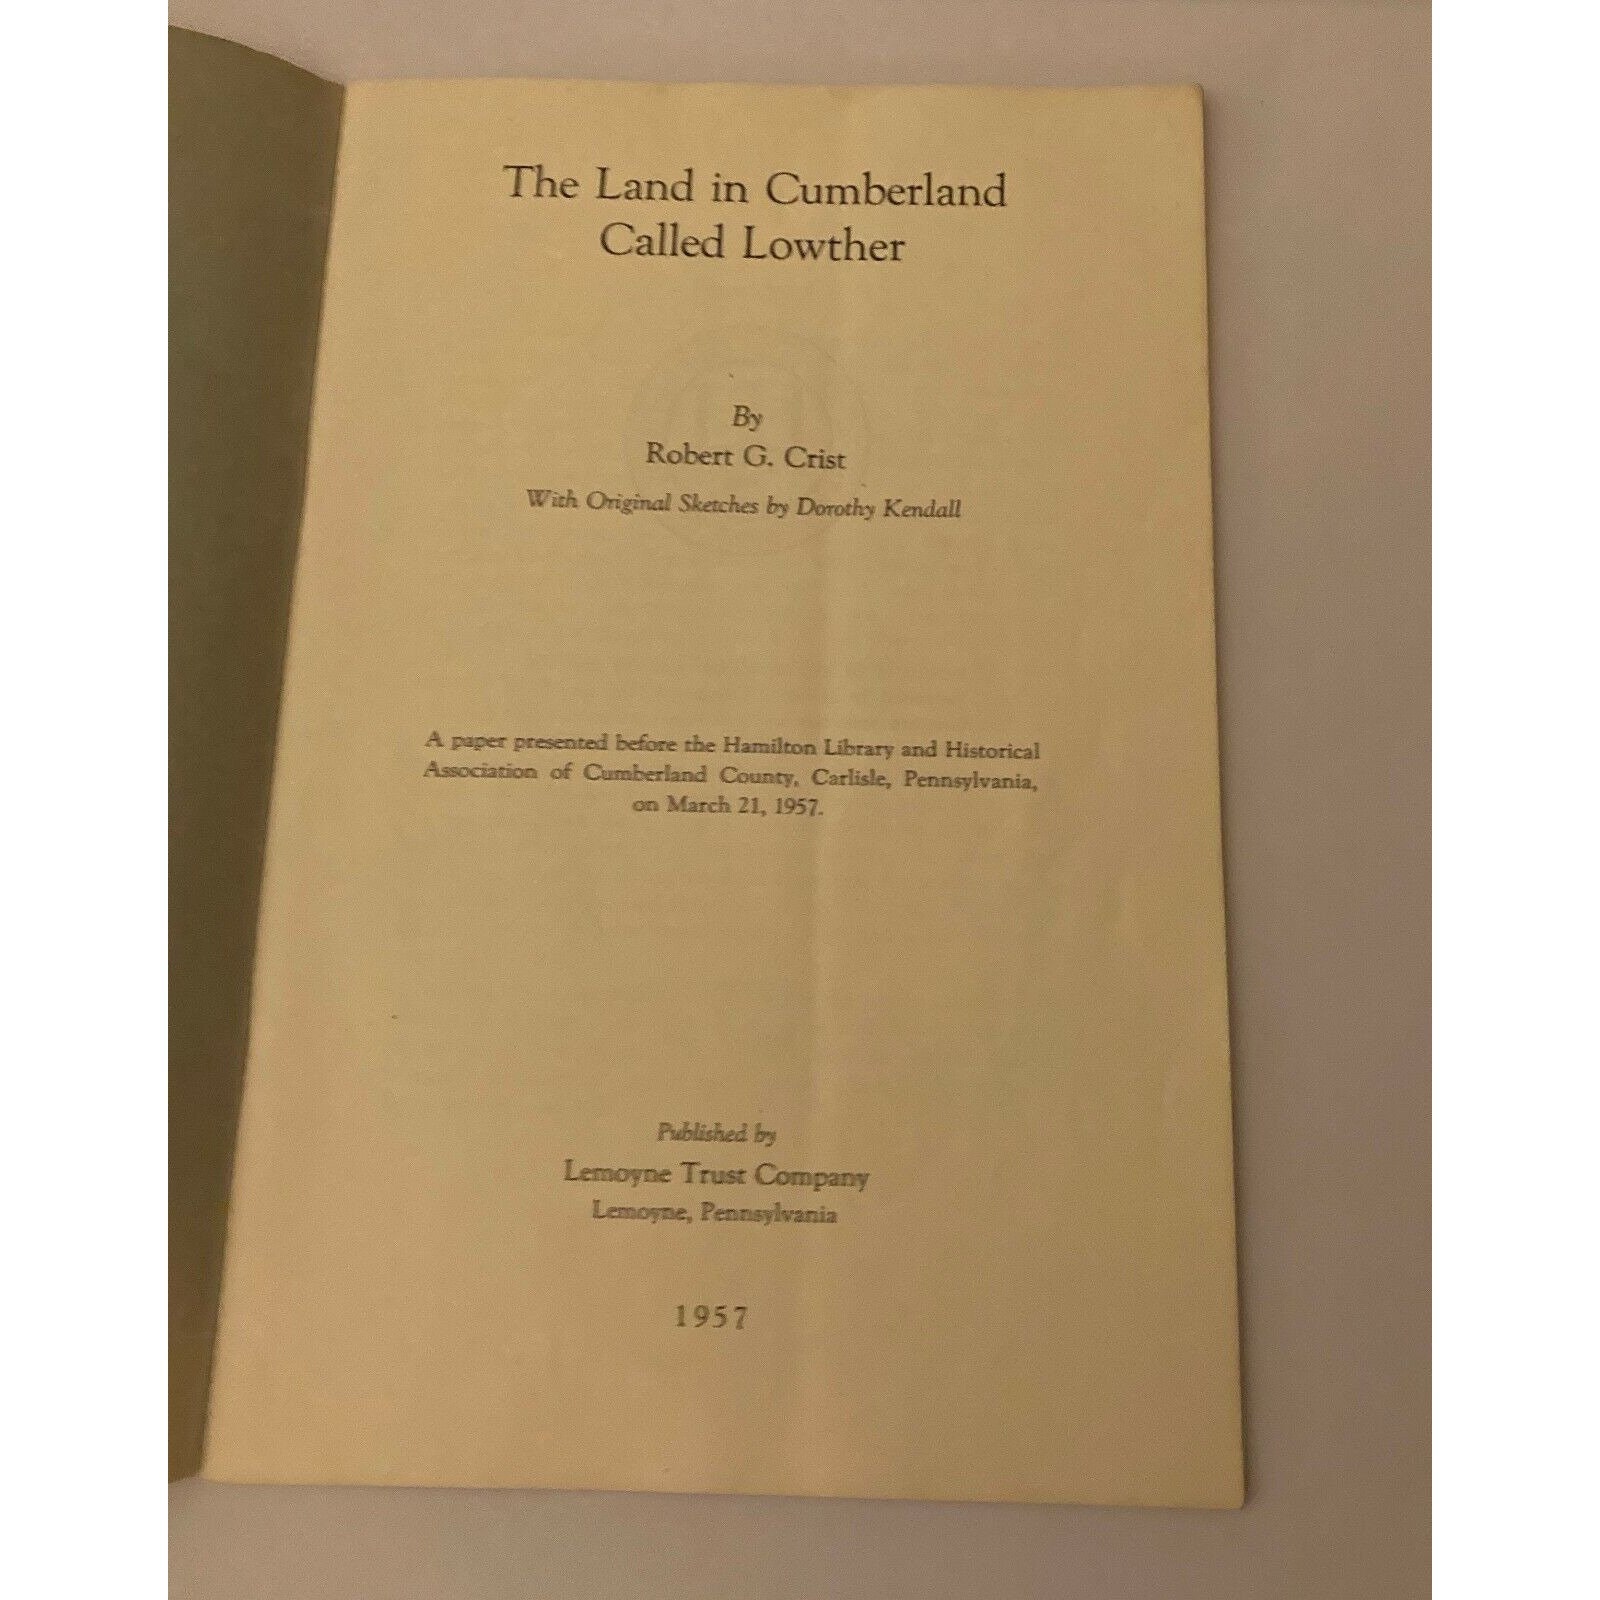 The Land in Cumberland
Called Lowther
By
Robert G. Crist
With Original Sketches by Dorothy Kendall
A paper presented before the Hamilton Library and Historical
Association of Cumberland County, Carlisle, Pennsylvania,
on March 21, 1957.
Published by
Lemoyne Trust Company
Lemoyne, Pennsylvania
1957